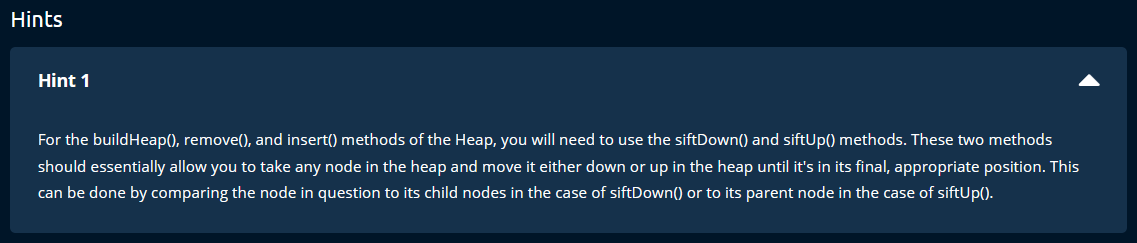 Hints
Hint 1
For the buildHeap(), remove(), and insert() methods of the Heap, you will need to use the siftDown() and siftUp() methods. These two methods
should essentially allow you to take any node in the heap and move it either down or up in the heap until it's in its final, appropriate position. This
can be done by comparing the node in question to its child nodes in the case of siftDown() or to its parent node in the case of siftUp().